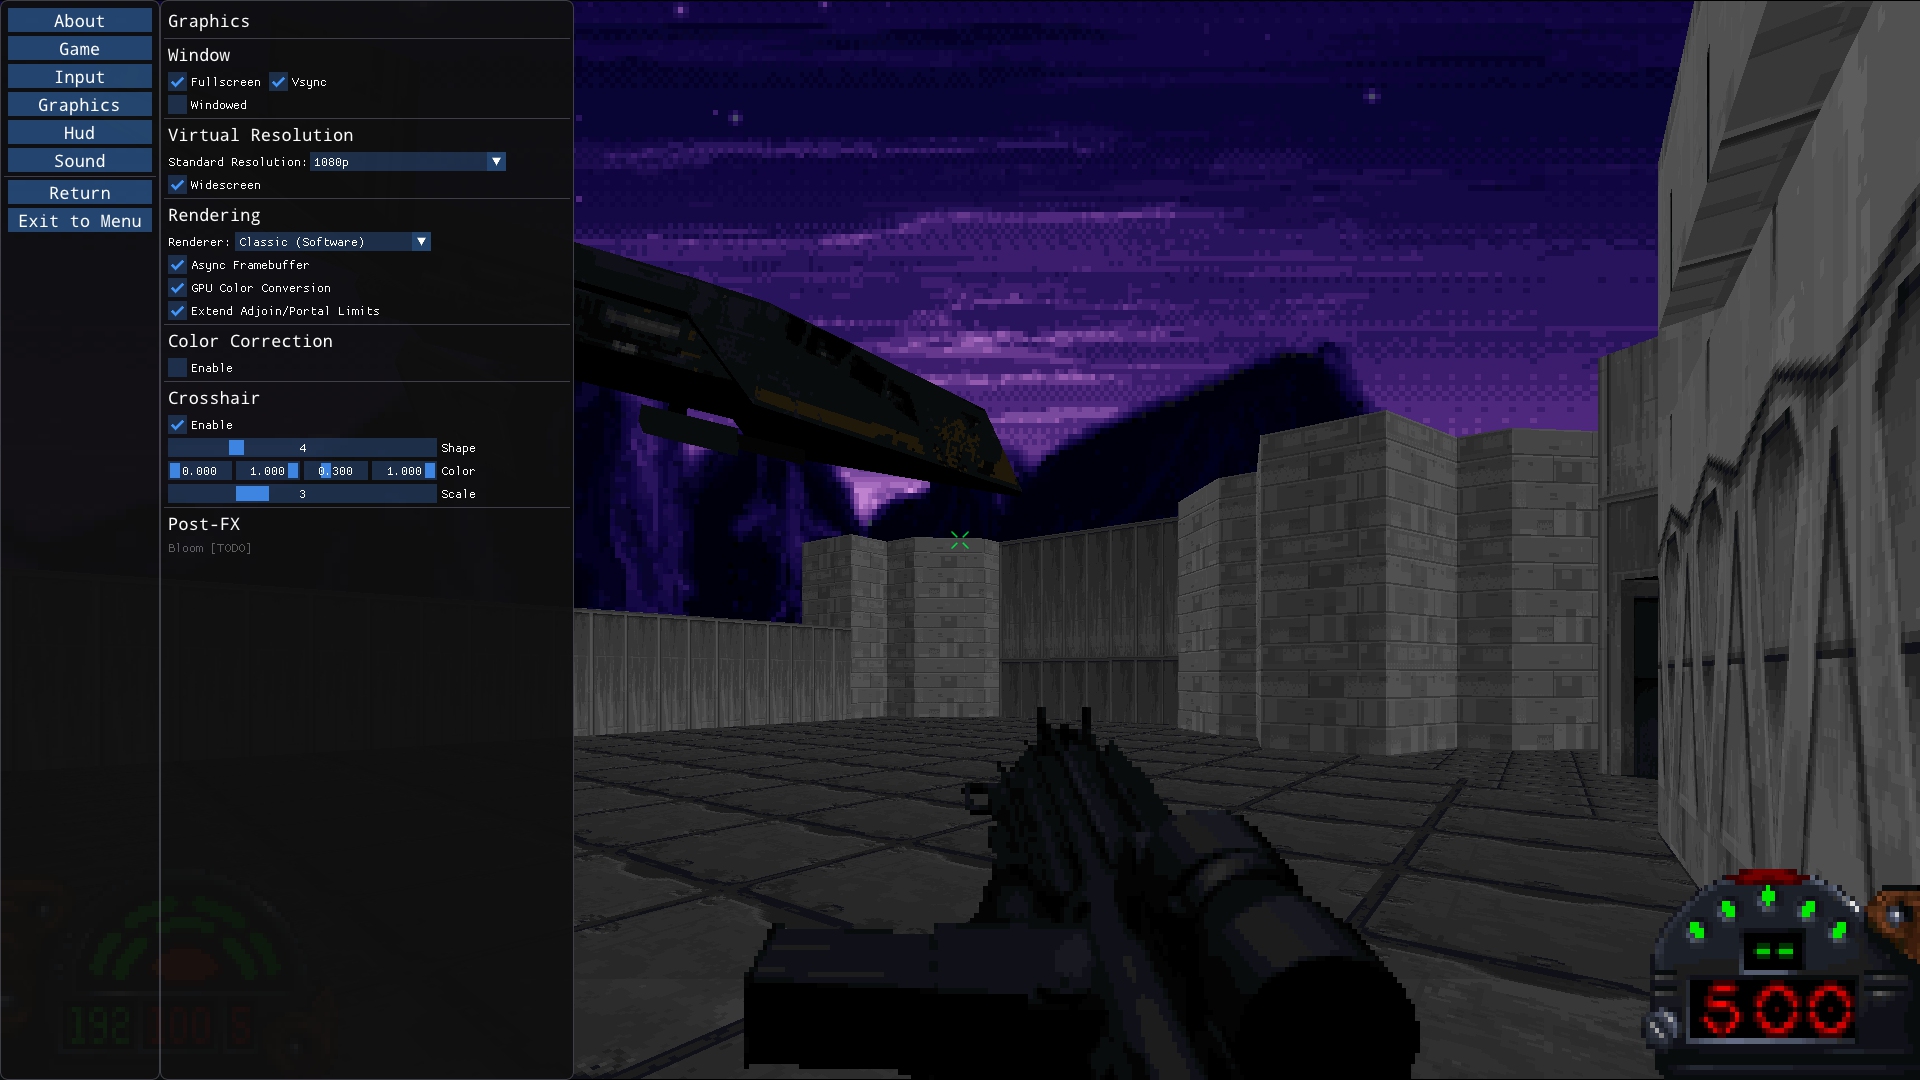 About
Game
Input
Graphics
Hud
Sound
Return
Exit to Menu
Graphics
Window
Fullscreen Vsync
Windowed
Virtual Resolution
Standard Resolution: 1080p
Widescreen
Rendering
Renderer: Classic (Software)
Async Framebuffer
GPU Color Conversion
Extend Adjoin/Portal Limits
Color Correction
Enable
Crosshair
Enable
4 Shape
0.000 1.000 0.300 1.000 Color
3 Scale
Post-FX
Bloom [TODO]
198 100 5
--
500